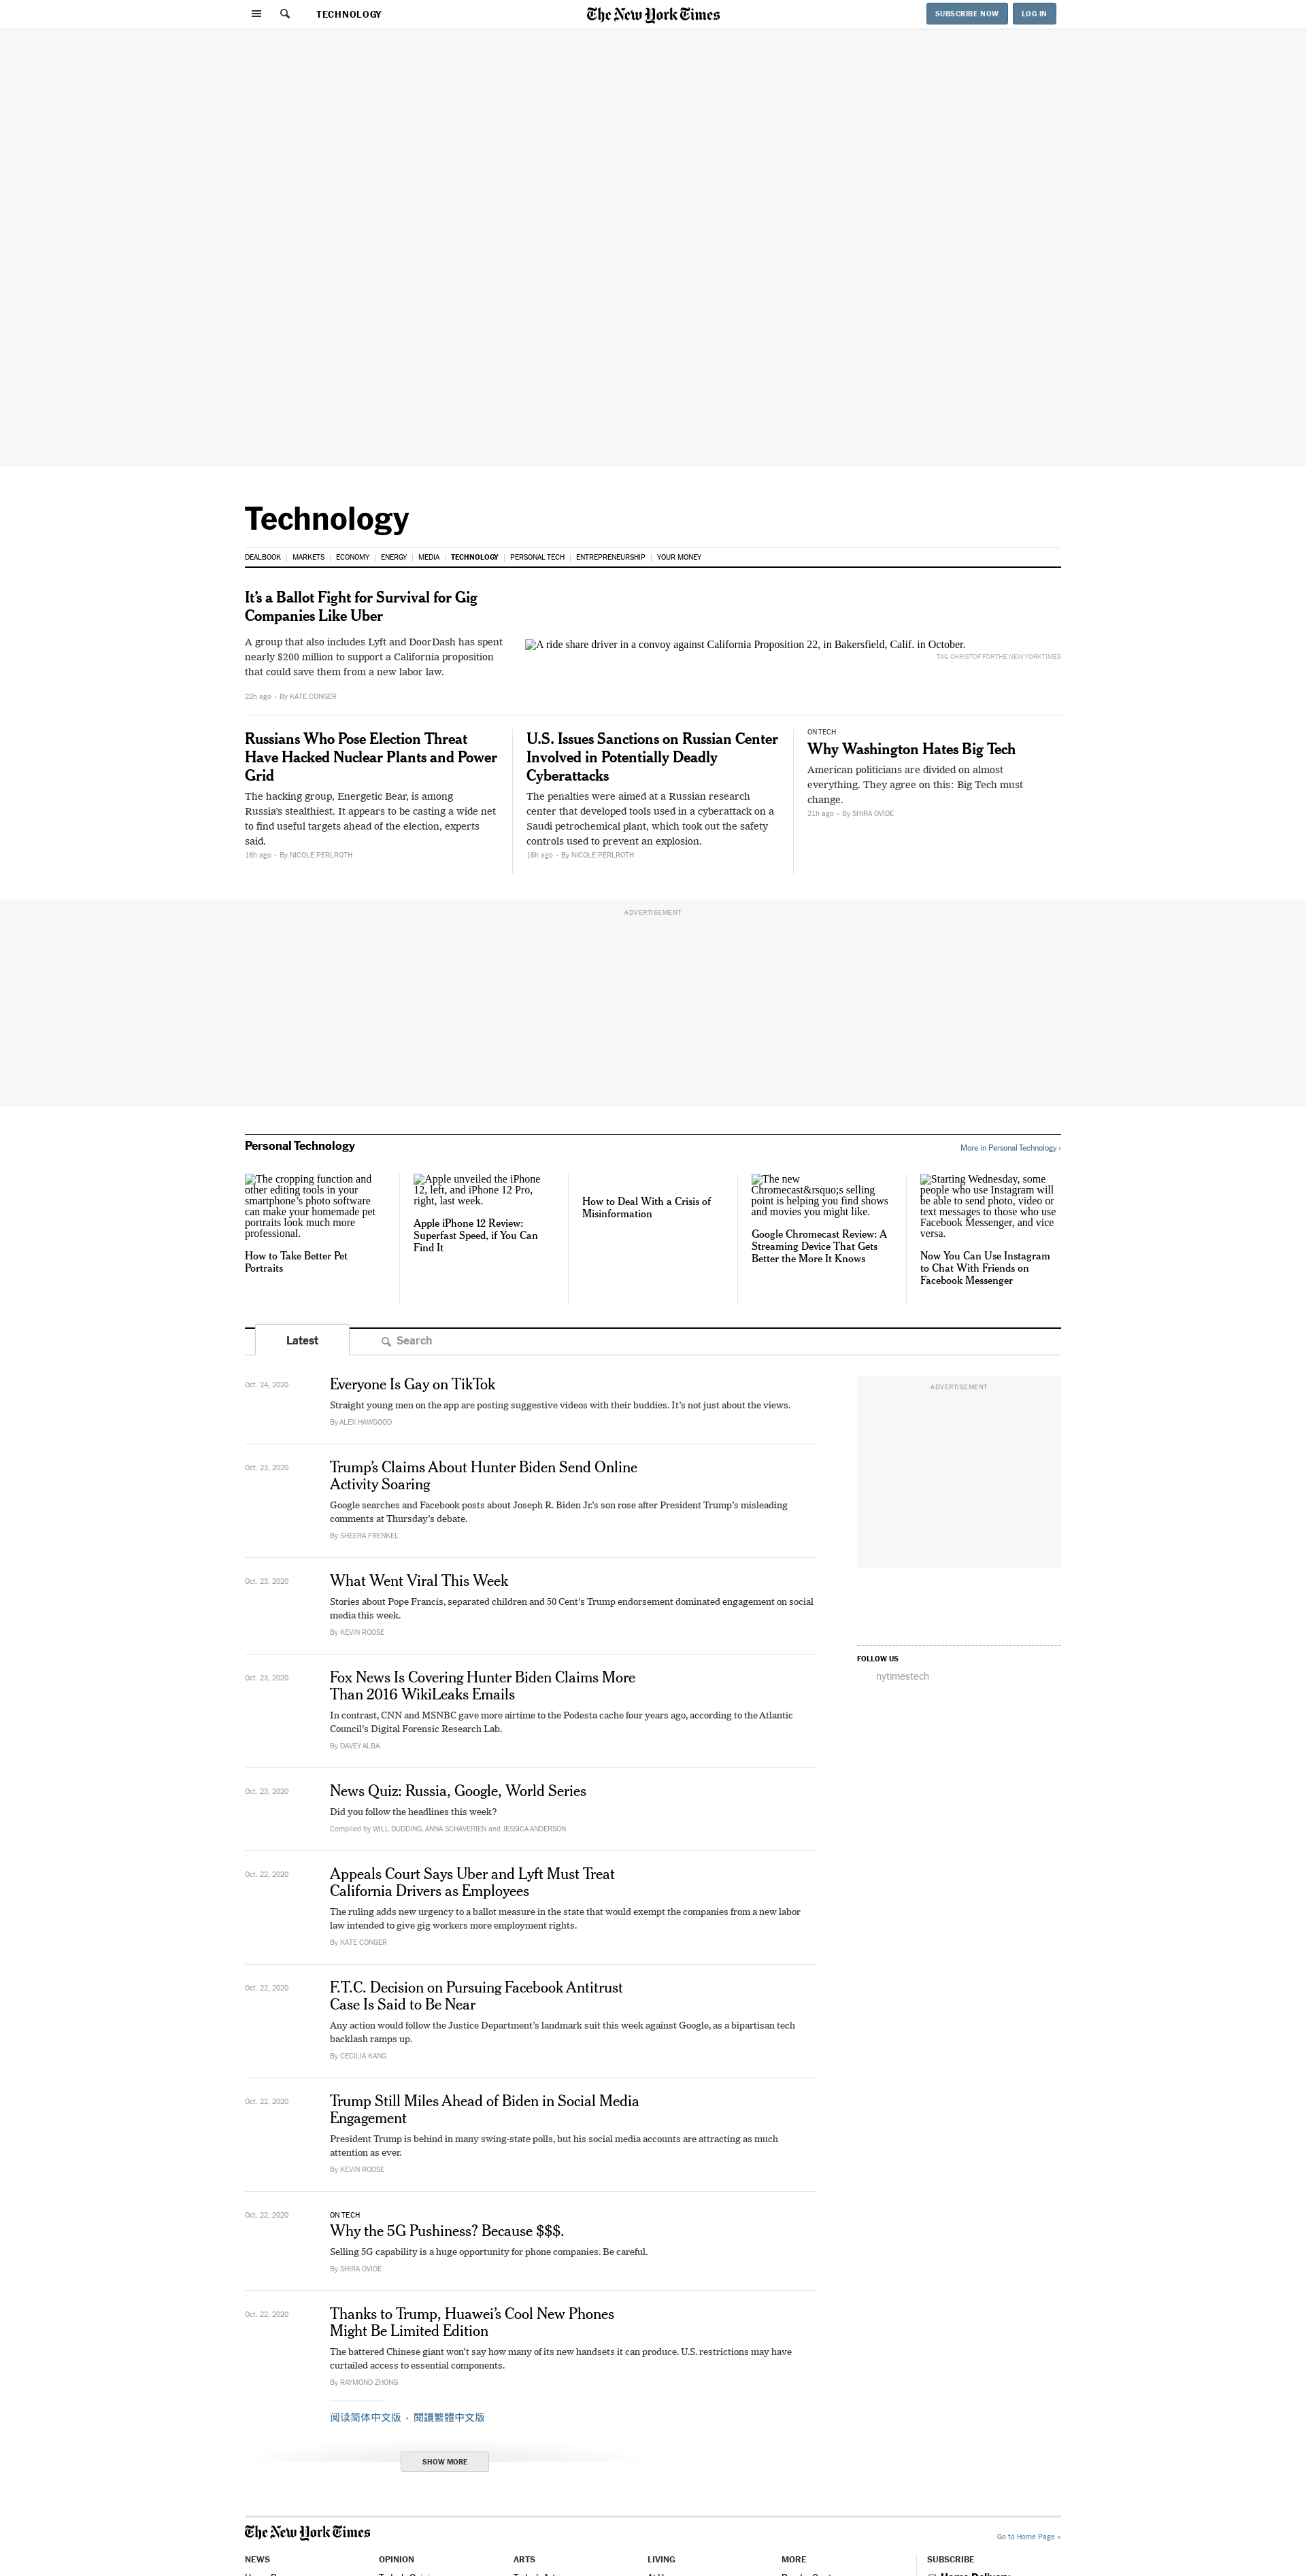 TECHNOLOGY
The New York Times
SUBSCRIBE NOW
LOG IN
Technology
DEALBOOK
MARKETS
ECONOMY
ENERGY
MEDIA
TECHNOLOGY
PERSONAL TECH
ENTREPRENEURSHIP
YOUR MONEY
It’s a Ballot Fight for Survival for Gig
Companies Like Uber
A group that also includes Lyft and DoorDash has spent
nearly $200 million to support a California proposition
that could save them from a new labor law.
22h ago • By KATE CONGER
A ride share driver in a convoy against California Proposition 22, in Bakersfield, Calif. in October.
TAG CHRISTOF FOR THE NEW YORK TIMES
Russians Who Pose Election Threat
Have Hacked Nuclear Plants and Power
Grid
The hacking group, Energetic Bear, is among
Russia’s stealthiest. It appears to be casting a wide net
to find useful targets ahead of the election, experts
said.
16h ago • By NICOLE PERLROTH
U.S. Issues Sanctions on Russian Center
Involved in Potentially Deadly
Cyberattacks
The penalties were aimed at a Russian research
center that developed tools used in a cyberattack on a
Saudi petrochemical plant, which took out the safety
controls used to prevent an explosion.
16h ago • By NICOLE PERLROTH
ON TECH
Why Washington Hates Big Tech
American politicians are divided on almost
everything. They agree on this: Big Tech must
change.
21h ago • By SHIRA OVIDE
ADVERTISEMENT
Personal Technology
More in Personal Technology ›
The cropping function and
other editing tools in your
smartphone’s photo software
can make your homemade pet
portraits look much more
professional.
How to Take Better Pet
Portraits
Apple unveiled the iPhone
12, left, and iPhone 12 Pro,
right, last week.
Apple iPhone 12 Review:
Superfast Speed, if You Can
Find It
How to Deal With a Crisis of
Misinformation
The new
Chromecast&rsquo;s selling
point is helping you find shows
and movies you might like.
Google Chromecast Review: A
Streaming Device That Gets
Better the More It Knows
Starting Wednesday, some
people who use Instagram will
be able to send photo, video or
text messages to those who use
Facebook Messenger, and vice
versa.
Now You Can Use Instagram
to Chat With Friends on
Facebook Messenger
Latest
Search
Oct. 24, 2020
Everyone Is Gay on TikTok
Straight young men on the app are posting suggestive videos with their buddies. It’s not just about the views.
By ALEX HAWGOOD
ADVERTISEMENT
Oct. 23, 2020
Trump’s Claims About Hunter Biden Send Online
Activity Soaring
Google searches and Facebook posts about Joseph R. Biden Jr.’s son rose after President Trump’s misleading
comments at Thursday’s debate.
By SHEERA FRENKEL
Oct. 23, 2020
What Went Viral This Week
Stories about Pope Francis, separated children and 50 Cent’s Trump endorsement dominated engagement on social
media this week.
By KEVIN ROOSE
FOLLOW US
nytimestech
Oct. 23, 2020
Fox News Is Covering Hunter Biden Claims More
Than 2016 WikiLeaks Emails
In contrast, CNN and MSNBC gave more airtime to the Podesta cache four years ago, according to the Atlantic
Council’s Digital Forensic Research Lab.
By DAVEY ALBA
Oct. 23, 2020
News Quiz: Russia, Google, World Series
Did you follow the headlines this week?
Compiled by WILL DUDDING, ANNA SCHAVERIEN and JESSICA ANDERSON
Oct. 22, 2020
Appeals Court Says Uber and Lyft Must Treat
California Drivers as Employees
The ruling adds new urgency to a ballot measure in the state that would exempt the companies from a new labor
law intended to give gig workers more employment rights.
By KATE CONGER
Oct. 22, 2020
F.T.C. Decision on Pursuing Facebook Antitrust
Case Is Said to Be Near
Any action would follow the Justice Department’s landmark suit this week against Google, as a bipartisan tech
backlash ramps up.
By CECILIA KANG
Oct. 22, 2020
Trump Still Miles Ahead of Biden in Social Media
Engagement
President Trump is behind in many swing-state polls, but his social media accounts are attracting as much
attention as ever.
By KEVIN ROOSE
Oct. 22, 2020
ON TECH
Why the 5G Pushiness? Because $$$.
Selling 5G capability is a huge opportunity for phone companies. Be careful.
By SHIRA OVIDE
Oct. 22, 2020
Thanks to Trump, Huawei’s Cool New Phones
Might Be Limited Edition
The battered Chinese giant won’t say how many of its new handsets it can produce. U.S. restrictions may have
curtailed access to essential components.
By RAYMOND ZHONG
阅读简体中文版 • 閱讀繁體中文版
SHOW MORE
The New York Times
Go to Home Page »
NEWS
OPINION
ARTS
LIVING
MORE
SUBSCRIBE